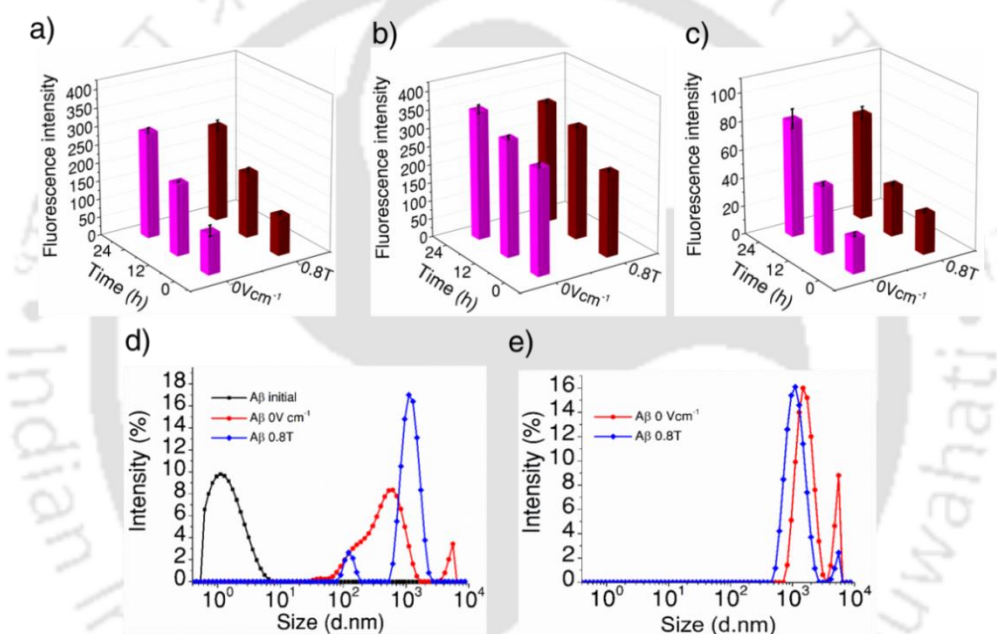 a)
b)
c)
Fluorescence intensity
400
350
300
250
200
150
100
50
0
24
12
0
Time (h)
0Vcm⁻¹
0.8T
Fluorescence intensity
400
350
300
250
200
150
100
50
0
24
12
0
Time (h)
0Vcm⁻¹
0.8T
Fluorescence intensity
100
80
60
40
20
0
24
12
0
Time (h)
0Vcm⁻¹
0.8T
d)
Intensity (%)
18
16
14
12
10
8
6
4
2
0
Aβ initial
Aβ 0V cm⁻¹
Aβ 0.8T
10⁰
10¹
10²
10³
10⁴
Size (d.nm)
e)
Intensity (%)
16
14
12
10
8
6
4
2
0
Aβ 0 Vcm⁻¹
Aβ 0.8T
10⁰
10¹
10²
10³
10⁴
Size (d.nm)
Indian In
uwahati